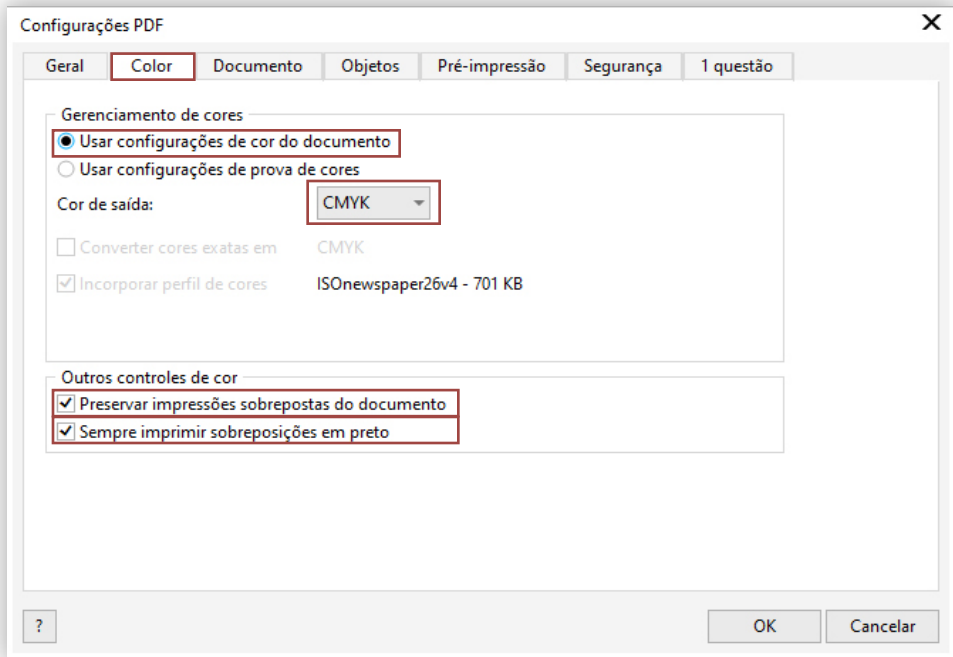 Configurações PDF
Geral Color Documento Objetos Pré-impressão Segurança 1 questão
Gerenciamento de cores
Usar configurações de cor do documento
Usar configurações de prova de cores
Cor de saída: CMYK
Converter cores exatas em CMYK
Incorporar perfil de cores ISOnewspaper26v4 - 701 KB
Outros controles de cor
Preservar impressões sobrepostas do documento
Sempre imprimir sobreposições em preto
? OK Cancelar